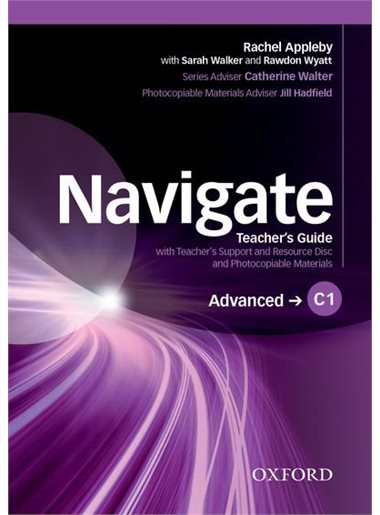 Rachel Appleby
with Sarah Walker and Rawdon Wyatt
Series Adviser Catherine Walter
Photocopiable Materials Adviser Jill Hadfield
Navigate
Teacher's Guide
with Teacher's Support and Resource Disc
and Photocopiable Materials
Advanced → C1
OXFORD